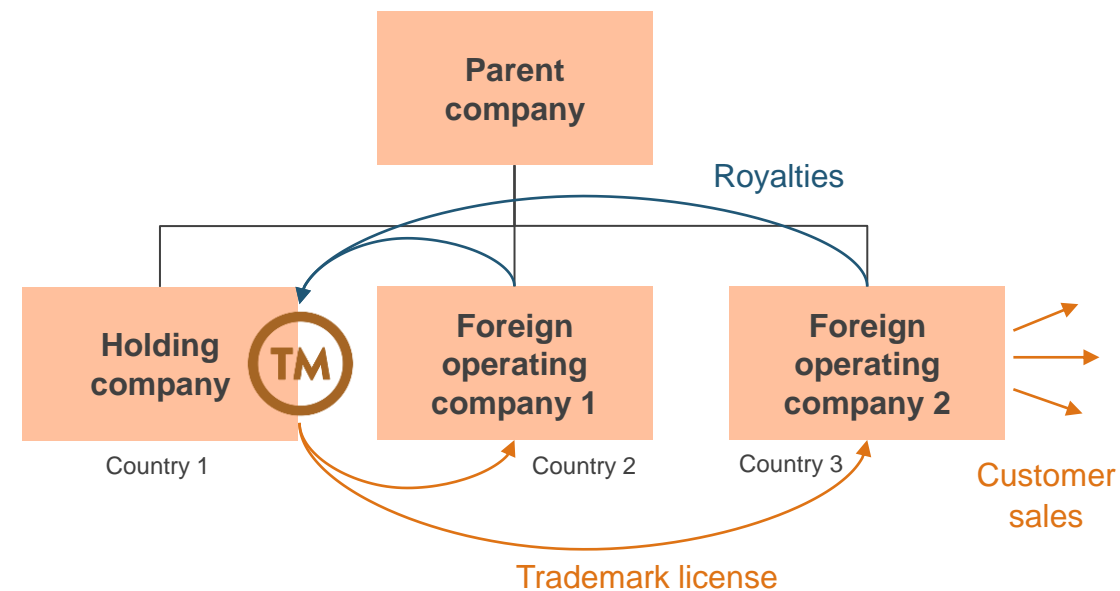 Parent
company
Royalties
Holding
company
TM
Foreign
operating
company 1
Foreign
operating
company 2
Country 1
Country 2
Country 3
Customer
sales
Trademark license